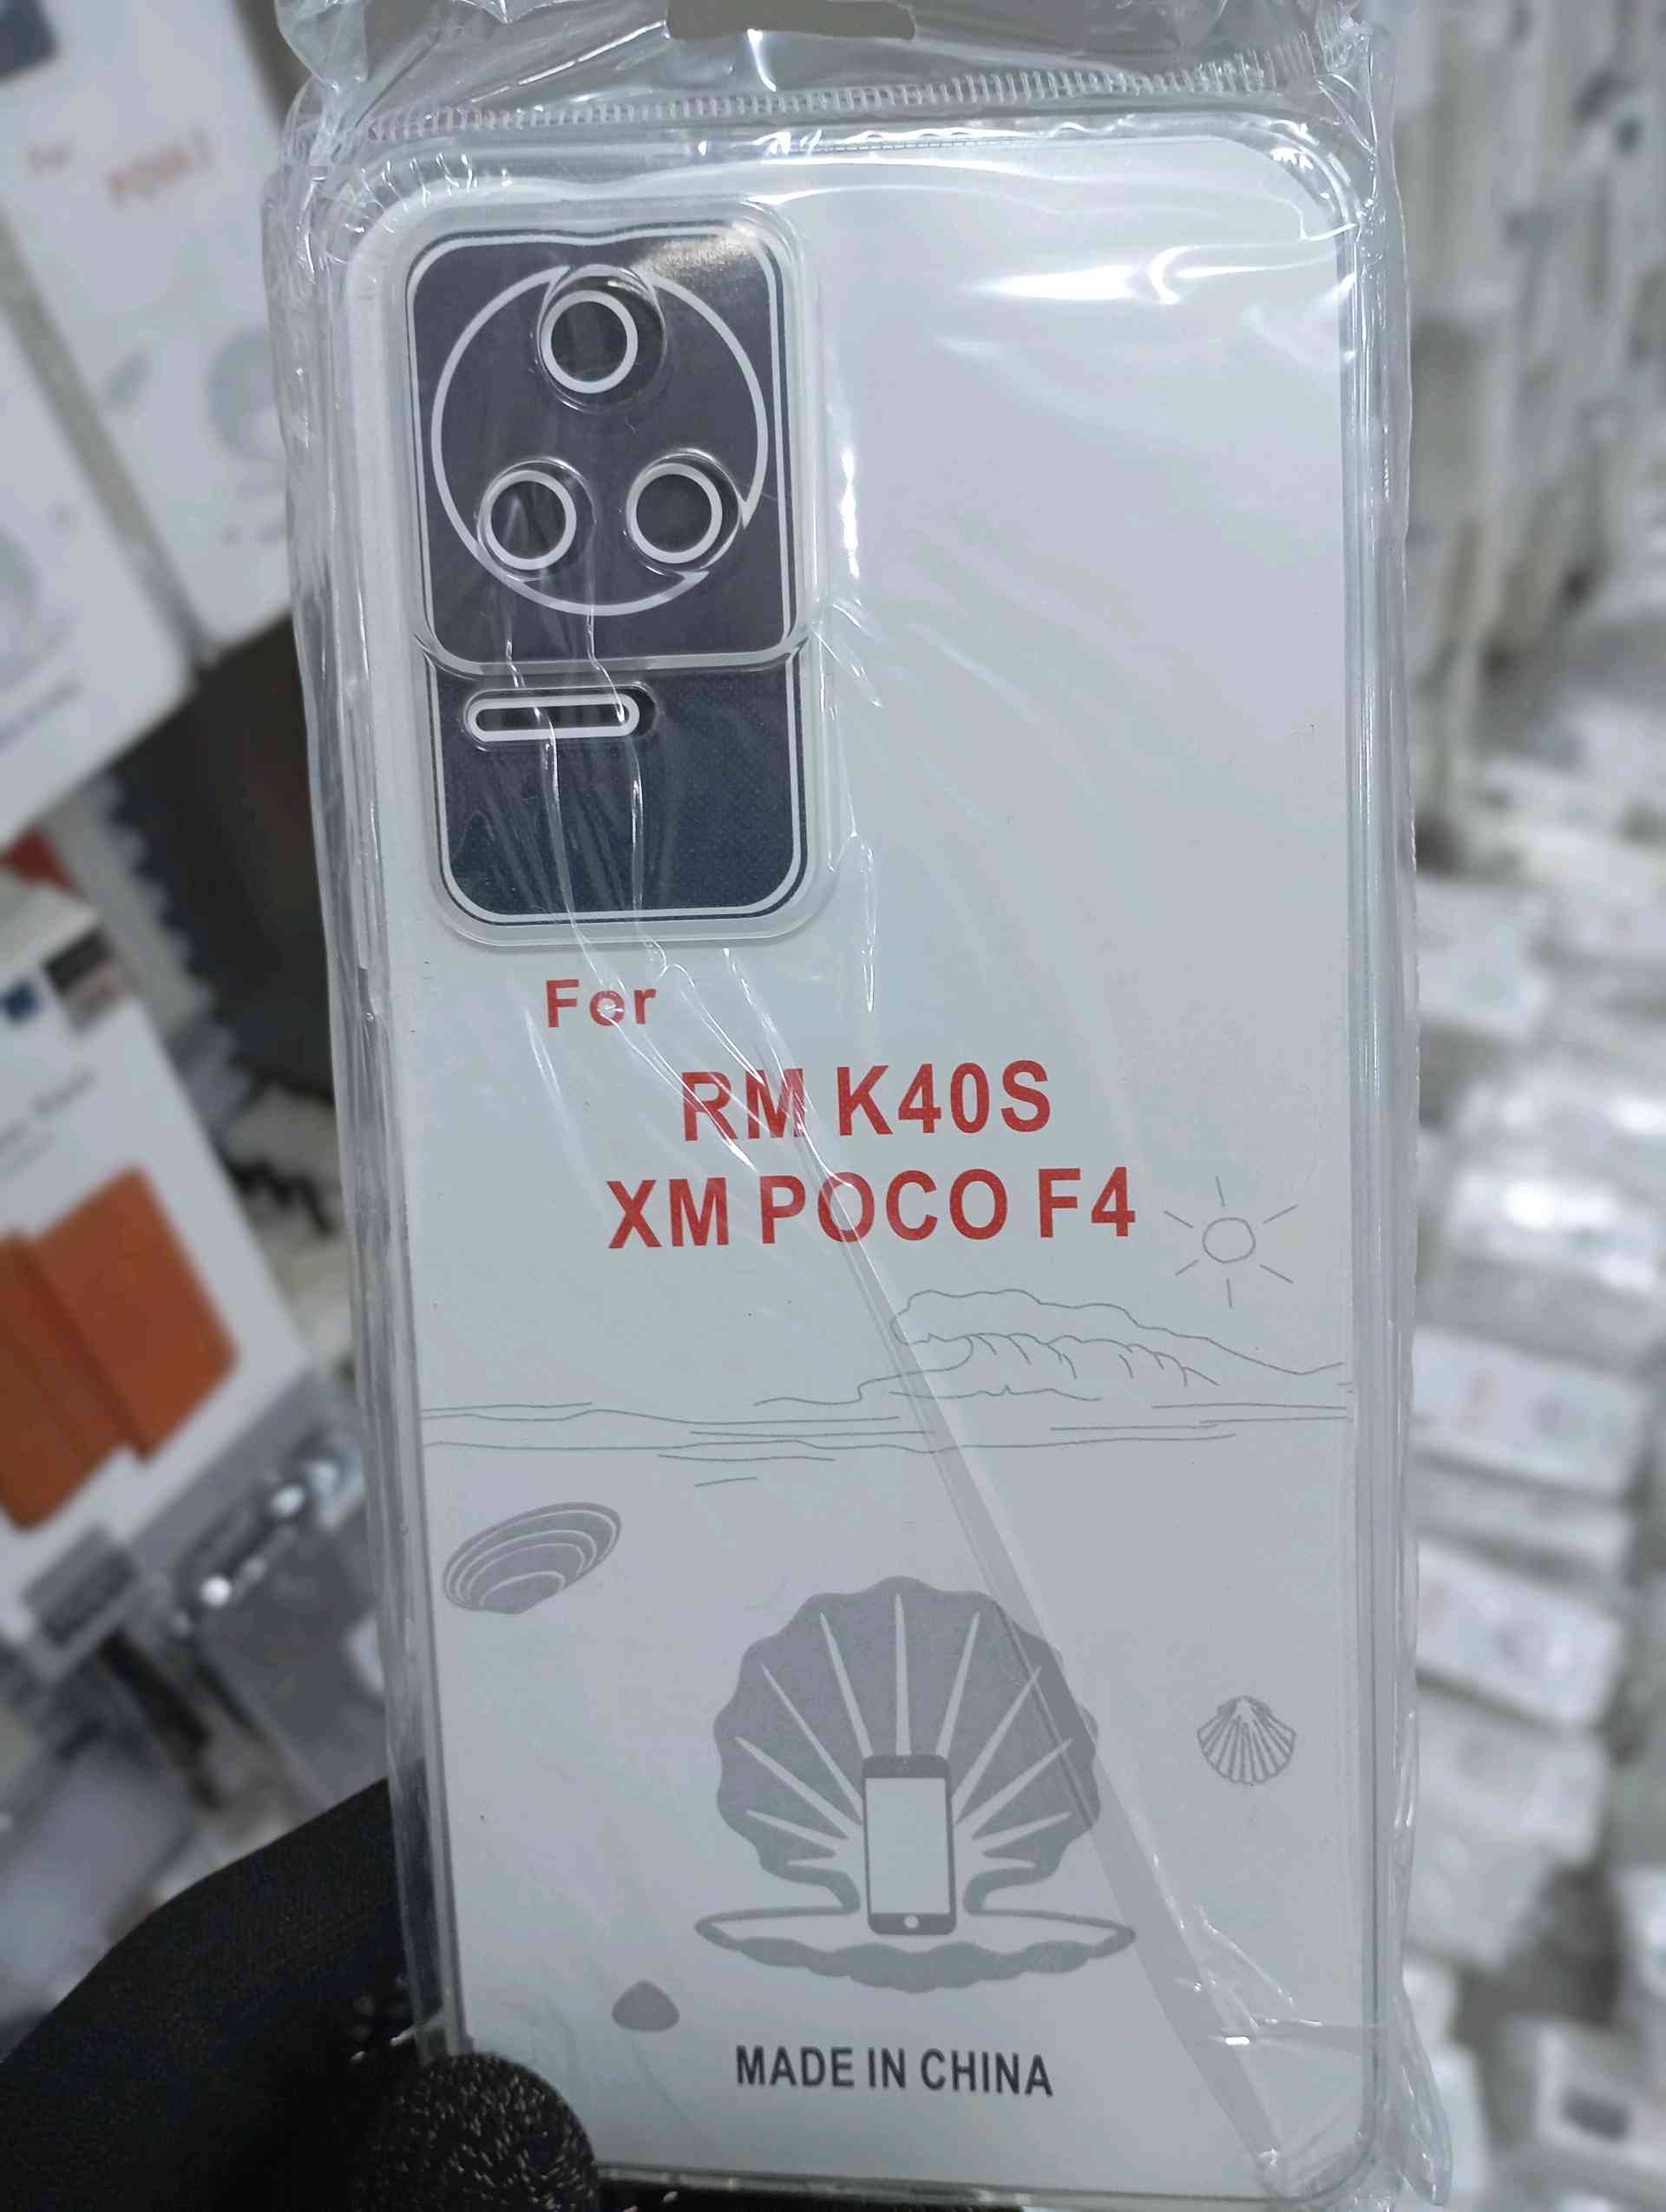 For
RM K40S
XM POCO F4
MADE IN CHINA